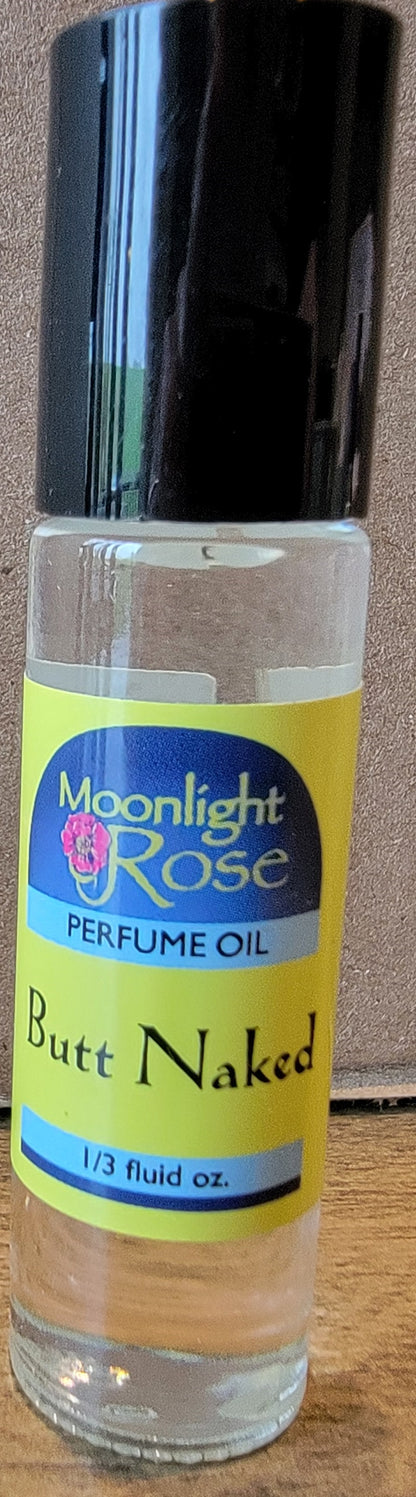 Moonlight
Rose
PERFUME OIL
Butt Naked
1/3 fluid oz.